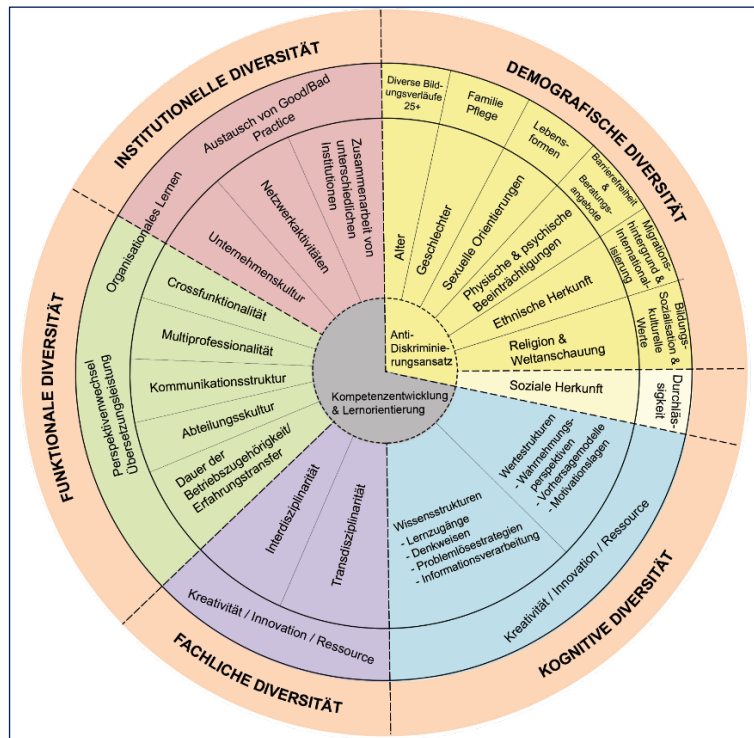 INSTITUTIONELLE DIVERSITÄT
DEMOGRAFISCHE DIVERSITÄT
KOGNITIVE DIVERSITÄT
FACHLICHE DIVERSITÄT
FUNKTIONALE DIVERSITÄT
Organisationales Lernen
Austausch von Good/Bad
Practice
Unternehmenskultur
Netzwerkaktivitäten
Zusammenarbeit von
unterschiedlichen
Institutionen
Diverse Bild-
ungsverläufe
25+
Familie
Pflege
Lebens-
formen
Barrierefreiheit
&
Beratungs-
angebote
Migrations-
hintergrund &
International-
isierung
Bildungs-
Sozialisation &
kulturelle
Werte
Durchläs-
sigkeit
Alter
Geschlechter
Sexuelle Orientierungen
Physische & psychische
Beeinträchtigungen
Ethnische Herkunft
Religion &
Weltanschauung
Soziale Herkunft
Anti-
Diskriminie-
rungsansatz
Kompetenzentwicklung
& Lernorientierung
Wertestrukturen
- Wahrnehmungs-
perspektiven
- Vorhersagemodelle
- Motivationslagen
Wissensstrukturen
- Lernzugänge
- Denkweisen
- Problemlösestrategien
- Informationsverarbeitung
Kreativität / Innovation / Ressource
Transdisziplinarität
Interdisziplinarität
Kreativität / Innovation / Ressource
Perspektivenwechsel
Übersetzungsleistung
Crossfunktionalität
Multiprofessionalität
Kommunikationsstruktur
Abteilungskultur
Dauer der
Betriebszugehörigkeit/
Erfahrungstransfer